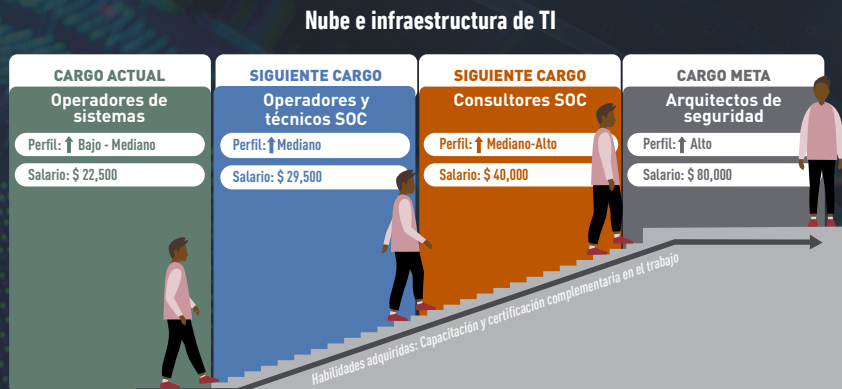 Nube e infraestructura de TI
CARGO ACTUAL
Operadores de
sistemas
Perfil: ↑ Bajo - Mediano
Salario: $ 22,500
SIGUIENTE CARGO
Operadores y
técnicos SOC
Perfil: ↑ Mediano
Salario: $ 29,500
SIGUIENTE CARGO
Consultores SOC
Perfil: ↑ Mediano-Alto
Salario: $ 40,000
CARGO META
Arquitectos de
seguridad
Perfil: ↑ Alto
Salario: $ 80,000
Habilidades adquiridas: Capacitación y certificación complementaria en el trabajo